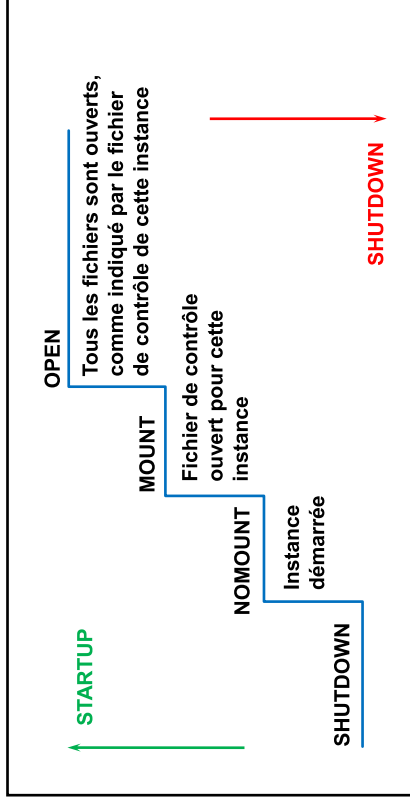 OPEN
Tous les fichiers sont ouverts,
comme indiqué par le fichier
de contrôle de cette instance
STARTUP
MOUNT
Fichier de contrôle
ouvert pour cette
instance
NOMOUNT
Instance
démarrée
SHUTDOWN
SHUTDOWN